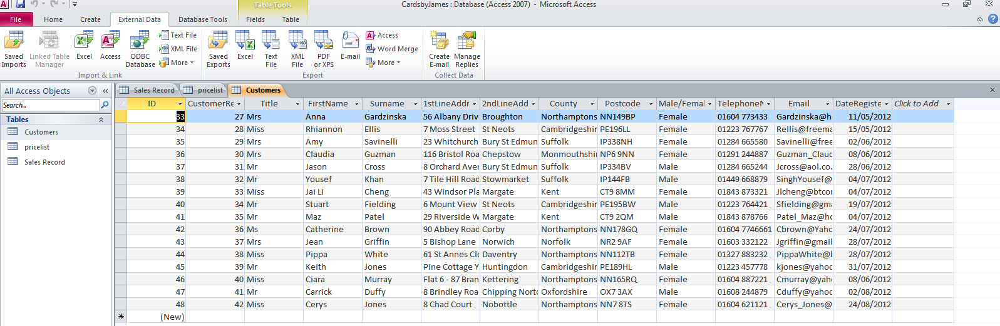 Table Tools
CardsbyJames : Database (Access 2007) - Microsoft Access
File Home Create External Data Database Tools Fields Table
Saved Imports
Linked Table Manager
Excel
Access
ODBC Database
Text File
XML File
More
Import & Link
Saved Exports
Excel
Text File
XML File
PDF or XPS
E-mail
Access
Word Merge
More
Export
Create E-mail
Manage Replies
Collect Data
All Access Objects
Search...
Tables
Customers
pricelist
Sales Record
Sales Record pricelist Customers
ID CustomerRe Title FirstName Surname 1stLineAddr 2ndLineAdd County Postcode Male/Femal TelephoneN Email DateRegiste Click to Add
33 27 Mrs Anna Gardzinska 56 Albany Driv Broughton Northamptons NN149BP Female 01604 773433 Gardzinska@h 11/05/2012
34 28 Miss Rhiannon Ellis 7 Moss Street St Neots Cambridgeshir PE196LL Female 01223 767767 Rellis@freema 15/05/2012
35 29 Mrs Amy Savinelli 23 Whitchurch Bury St Edmun Suffolk IP338NH Female 01284 665580 Savinelli@free 02/06/2012
36 30 Mrs Claudia Guzman 116 Bristol Roa Chepstow Monmouthshi NP6 9NN Female 01291 244887 Guzman_Claud 08/06/2012
37 31 Mr Jason Cross 8 Orchard Aver Bury St Edmun Suffolk IP334BV Male 01284 665244 Jcross@aol.co. 28/06/2012
38 32 Mr Yousef Khan 7 Tile Hill Road Stowmarket Suffolk IP144FB Male 01449 668879 SinghYousef@ 04/07/2012
39 33 Miss Jai Li Cheng 43 Windsor Pla Margate Kent CT9 8MM Female 01843 873321 Jlcheng@btcor 04/07/2012
40 34 Mr Stuart Fielding 6 Mount View St Neots Cambridgeshir PE195BW Male 01223 764421 Sfielding@gma 19/07/2012
41 35 Mr Maz Patel 29 Riverside W Margate Kent CT9 2QM Male 01843 878766 Patel_Maz@ho 04/07/2012
42 36 Ms Catherine Brown 90 Abbey Road Corby Northamptons NN178GQ Female 01604 7746661 Cbrown@Yaho 24/07/2012
43 37 Mrs Jean Griffin 5 Bishop Lane Norwich Norfolk NR2 9AF Female 01603 332122 Jgriffin@gmail 28/07/2012
44 38 Miss Pippa White 61 St Annes Clo Daventry Northamptons NN112TB Female 01327 883232 PippaWhite@b 28/07/2012
45 39 Mr Keith Jones Pine Cottage Y Huntingdon Cambridgeshir PE189HL Male 01223 457778 kjones@yahoo 31/07/2012
46 40 Miss Ciara Murray Flat 6 - 87 Bran Kettering Northamptons NN165RQ Female 01604 887221 Cmurray@yah 08/06/2012
47 41 Mr Carrick Duffy 8 Brindley Roa Chipping Norto Oxfordshire OX7 3AX Male 01608 244879 Cduffy@yahoo 02/08/2012
48 42 Miss Cerys Jones 8 Chad Court Nobottle Northamptons NN7 8TS Female 01604 621121 Cerys_Jones@ 24/08/2012
(New)